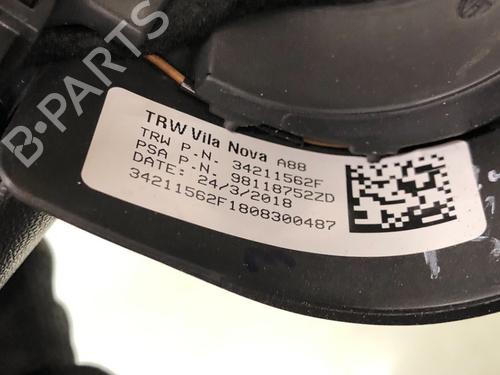 TRW Vila Nova A88
TRW P.N. 34211562F
PSA P.N. 98118752ZD
DATE: 24/3/2018
34211562F1808300487
B-PARTS